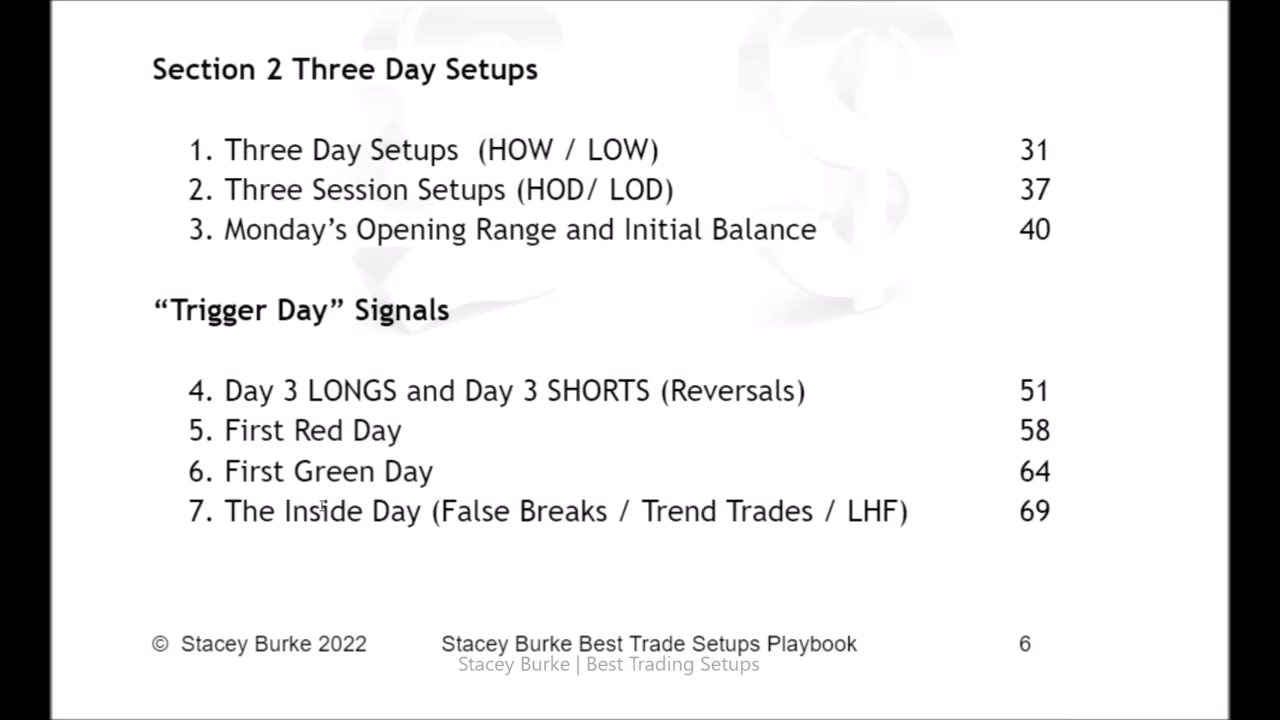 Section 2 Three Day Setups
1. Three Day Setups (HOW / LOW) 31
2. Three Session Setups (HOD/ LOD) 37
3. Monday’s Opening Range and Initial Balance 40
“Trigger Day” Signals
4. Day 3 LONGS and Day 3 SHORTS (Reversals) 51
5. First Red Day 58
6. First Green Day 64
7. The Inside Day (False Breaks / Trend Trades / LHF) 69
© Stacey Burke 2022 Stacey Burke Best Trade Setups Playbook 6
Stacey Burke | Best Trading Setups